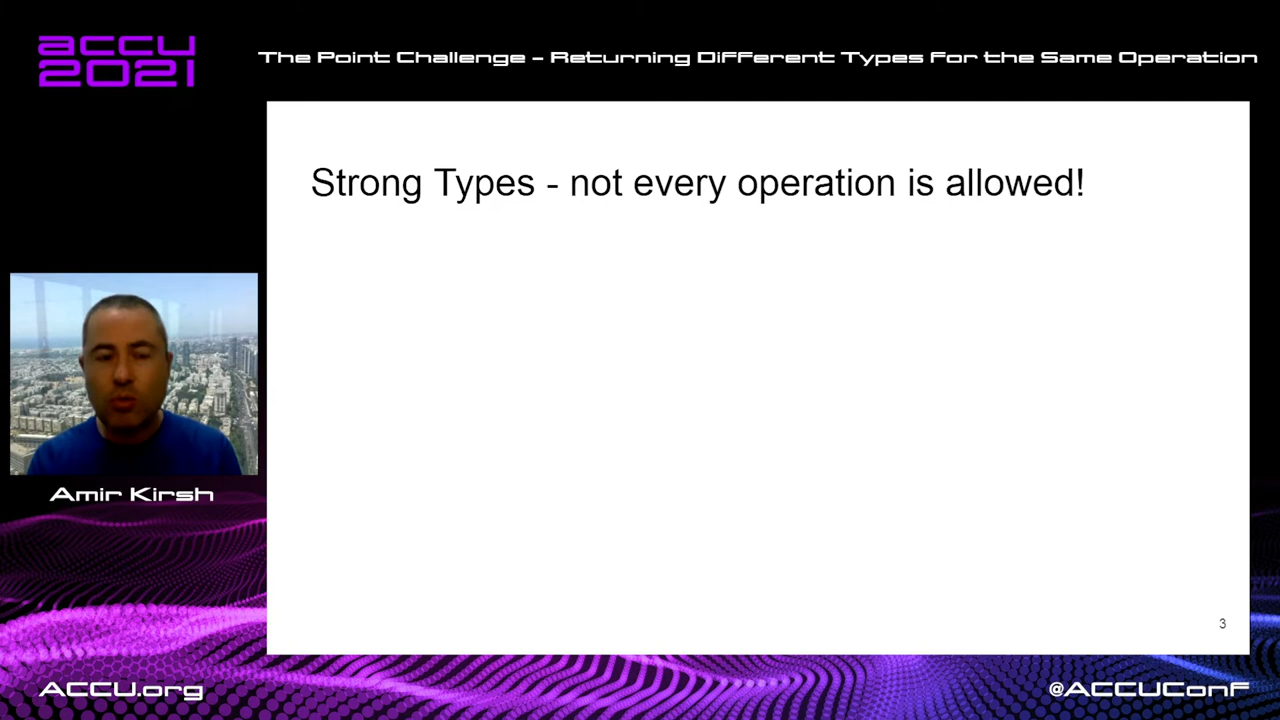 accu
2021
The Point Challenge - Returning Different Types for the Same Operation
Strong Types - not every operation is allowed!
Amir Kirsh
3
ACCU.org
@ACCUConf